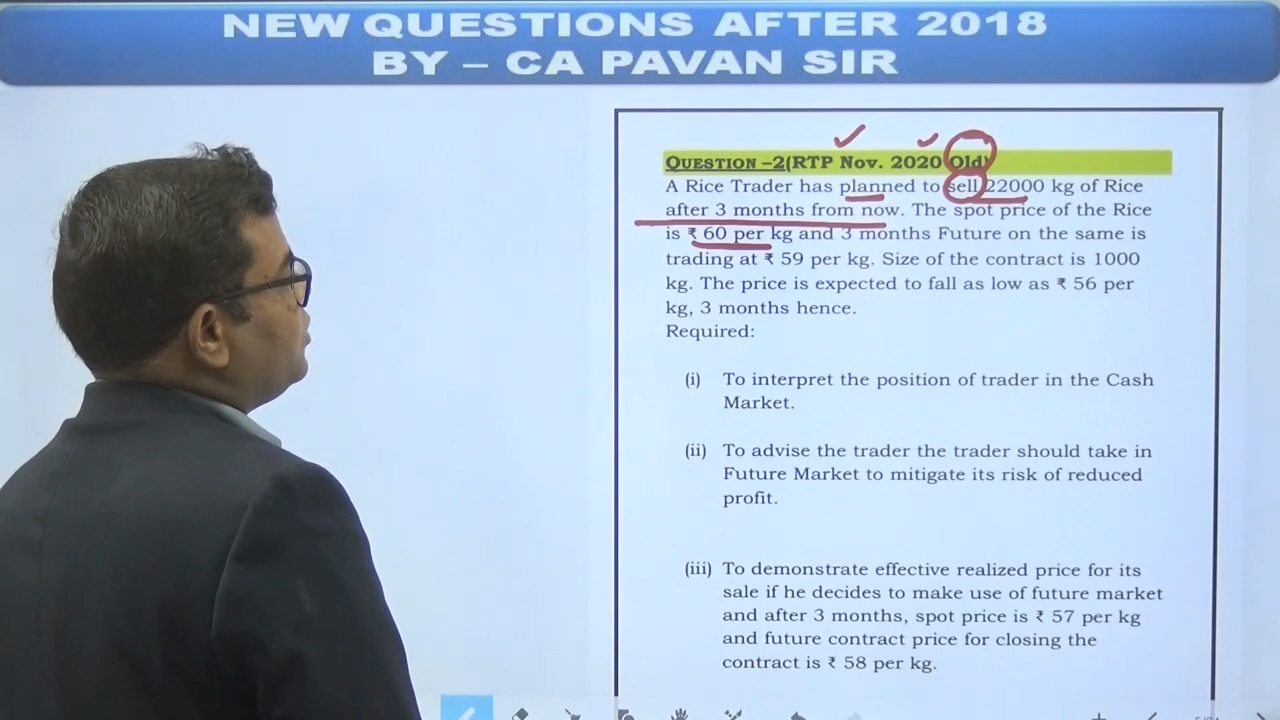 NEW QUESTIONS AFTER 2018
BY – CA PAVAN SIR
QUESTION –2(RTP Nov. 2020 Old)
A Rice Trader has planned to sell 22000 kg of Rice
after 3 months from now. The spot price of the Rice
is ₹ 60 per kg and 3 months Future on the same is
trading at ₹ 59 per kg. Size of the contract is 1000
kg. The price is expected to fall as low as ₹ 56 per
kg, 3 months hence.
Required:
(i) To interpret the position of trader in the Cash
Market.
(ii) To advise the trader the trader should take in
Future Market to mitigate its risk of reduced
profit.
(iii) To demonstrate effective realized price for its
sale if he decides to make use of future market
and after 3 months, spot price is ₹ 57 per kg
and future contract price for closing the
contract is ₹ 58 per kg.